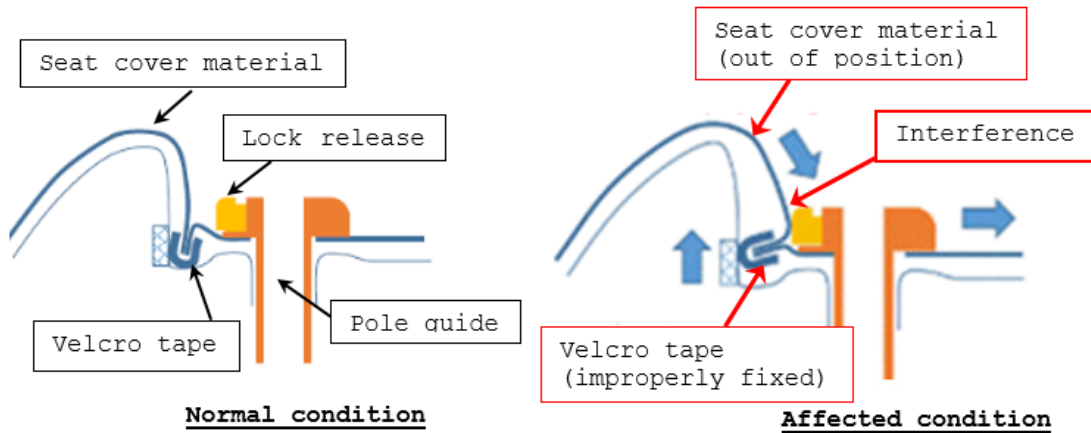 Seat cover material
Lock release
Velcro tape
Pole guide
Normal condition
Seat cover material
(out of position)
Interference
Velcro tape
(improperly fixed)
Affected condition